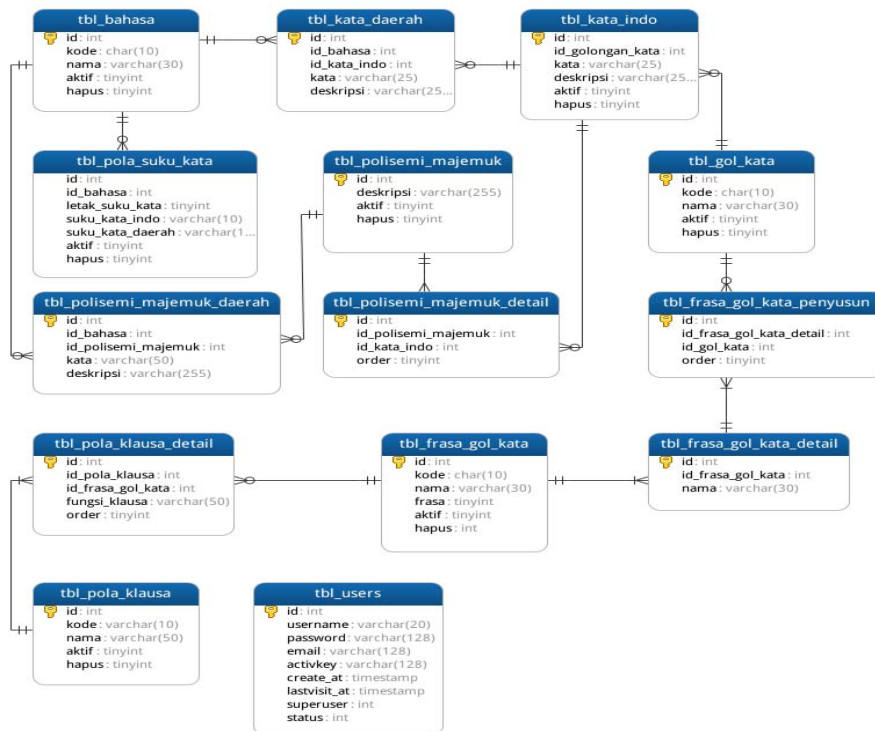 tbl_bahasa
id : int
kode : char(10)
nama : varchar(30)
aktif : tinyint
hapus : tinyint
tbl_kata_daerah
id : int
id_bahasa : int
id_kata_indo : int
kata : varchar(25)
deskripsi : varchar(25...
tbl_kata_indo
id : int
id_golongan_kata : int
kata : varchar(25)
deskripsi : varchar(25...
aktif : tinyint
hapus : tinyint
tbl_pola_suku_kata
id : int
id_bahasa : int
letak_suku_kata : tinyint
suku_kata_indo : varchar(10)
suku_kata_daerah : varchar(1...
aktif : tinyint
hapus : tinyint
tbl_polisemi_majemuk
id : int
deskripsi : varchar(255)
aktif : tinyint
hapus : tinyint
tbl_gol_kata
id : int
kode : char(10)
nama : varchar(30)
aktif : tinyint
hapus : tinyint
tbl_polisemi_majemuk_daerah
id : int
id_bahasa : int
id_polisemi_majemuk : int
kata : varchar(50)
deskripsi : varchar(255)
tbl_polisemi_majemuk_detail
id : int
id_polisemi_majemuk : int
id_kata_indo : int
order : tinyint
tbl_frasa_gol_kata_penyusun
id : int
id_frasa_gol_kata_detail : int
id_gol_kata : int
order : tinyint
tbl_pola_klausa_detail
id : int
id_pola_klausa : int
id_frasa_gol_kata : int
fungsi_klausa : varchar(50)
order : tinyint
tbl_frasa_gol_kata
id : int
kode : char(10)
nama : varchar(30)
frasa : tinyint
aktif : tinyint
hapus : int
tbl_frasa_gol_kata_detail
id : int
id_frasa_gol_kata : int
nama : varchar(30)
tbl_pola_klausa
id : int
kode : varchar(10)
nama : varchar(50)
aktif : tinyint
hapus : tinyint
tbl_users
id : int
username : varchar(20)
password : varchar(128)
email : varchar(128)
activkey : varchar(128)
create_at : timestamp
lastvisit_at : timestamp
superuser : int
status : int